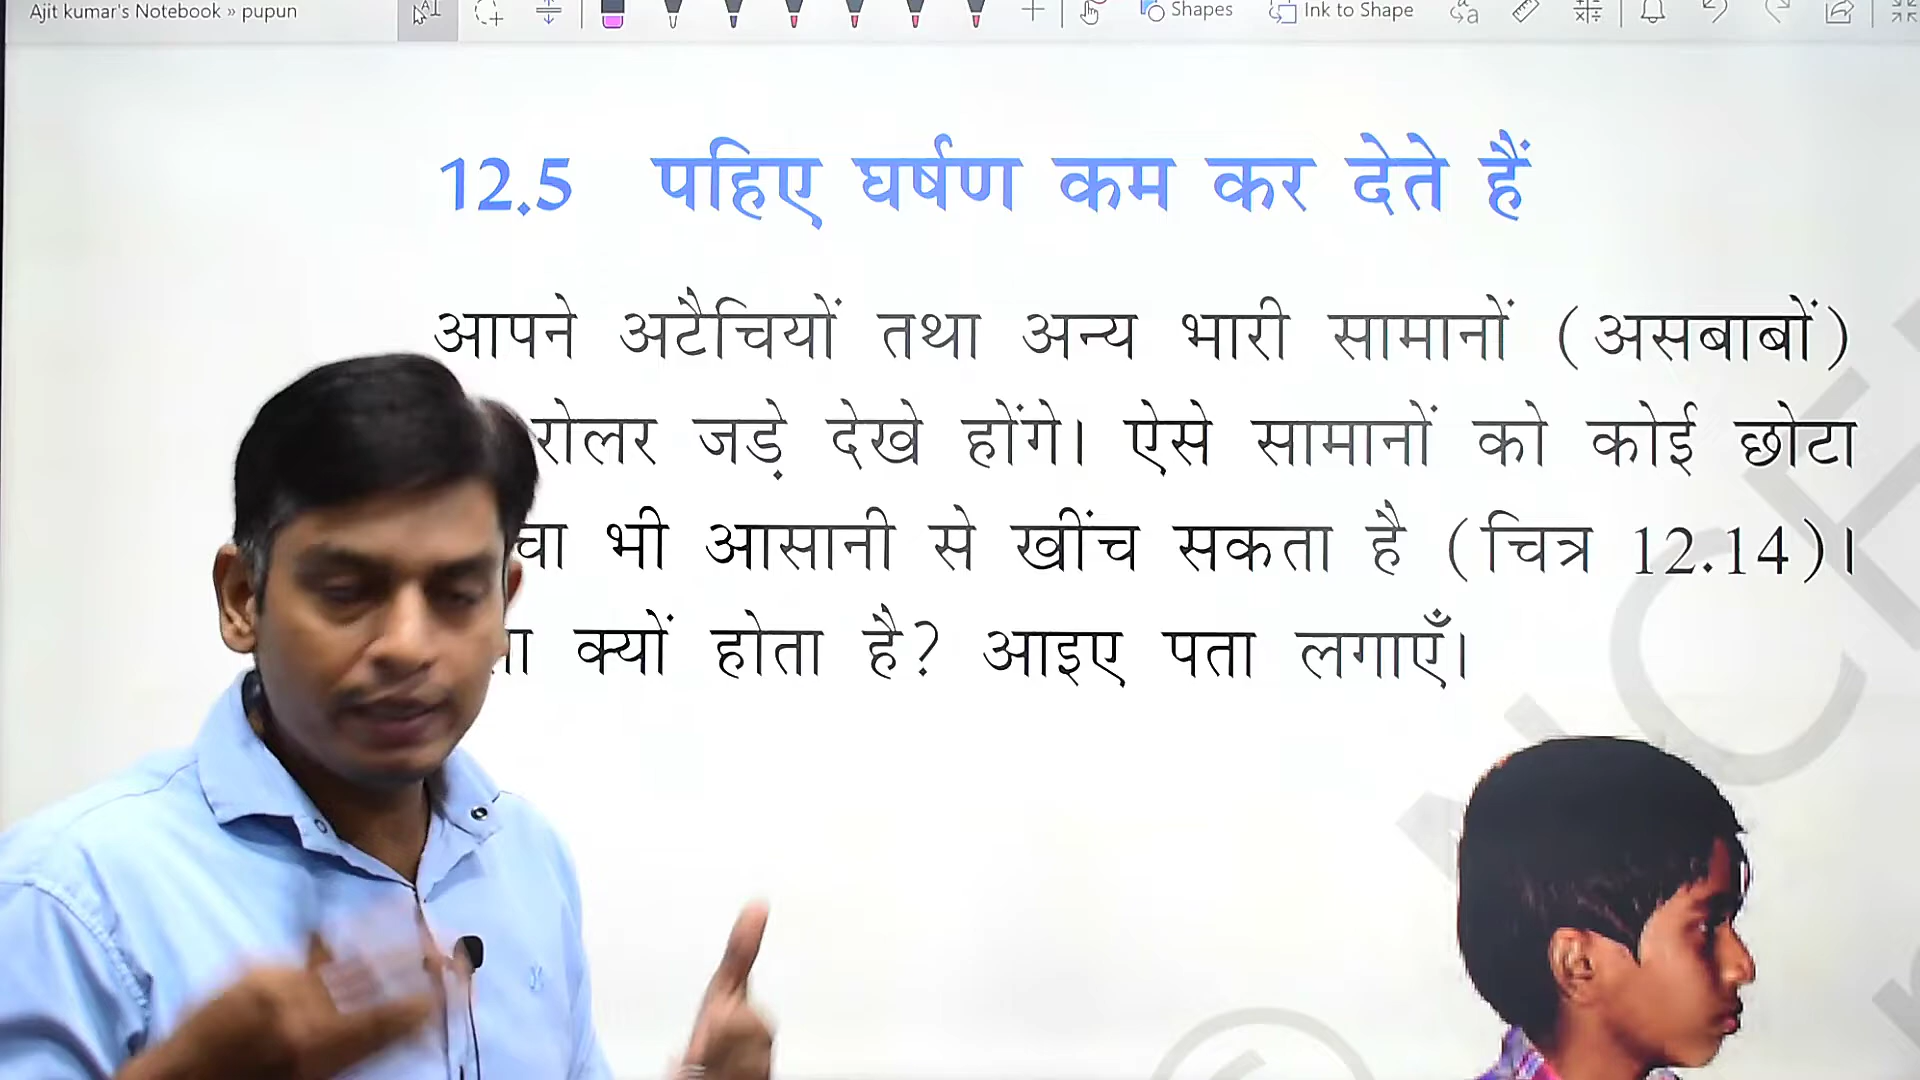 Ajit kumar's Notebook » pupun
Shapes
Ink to Shape
12.5 पहिए घर्षण कम कर देते हैं
आपने अटैचियों तथा अन्य भारी सामानों (असबाबों)
रोलर जड़े देखे होंगे। ऐसे सामानों को कोई छोटा
भी आसानी से खींच सकता है (चित्र 12.14)।
क्यों होता है? आइए पता लगाएँ।